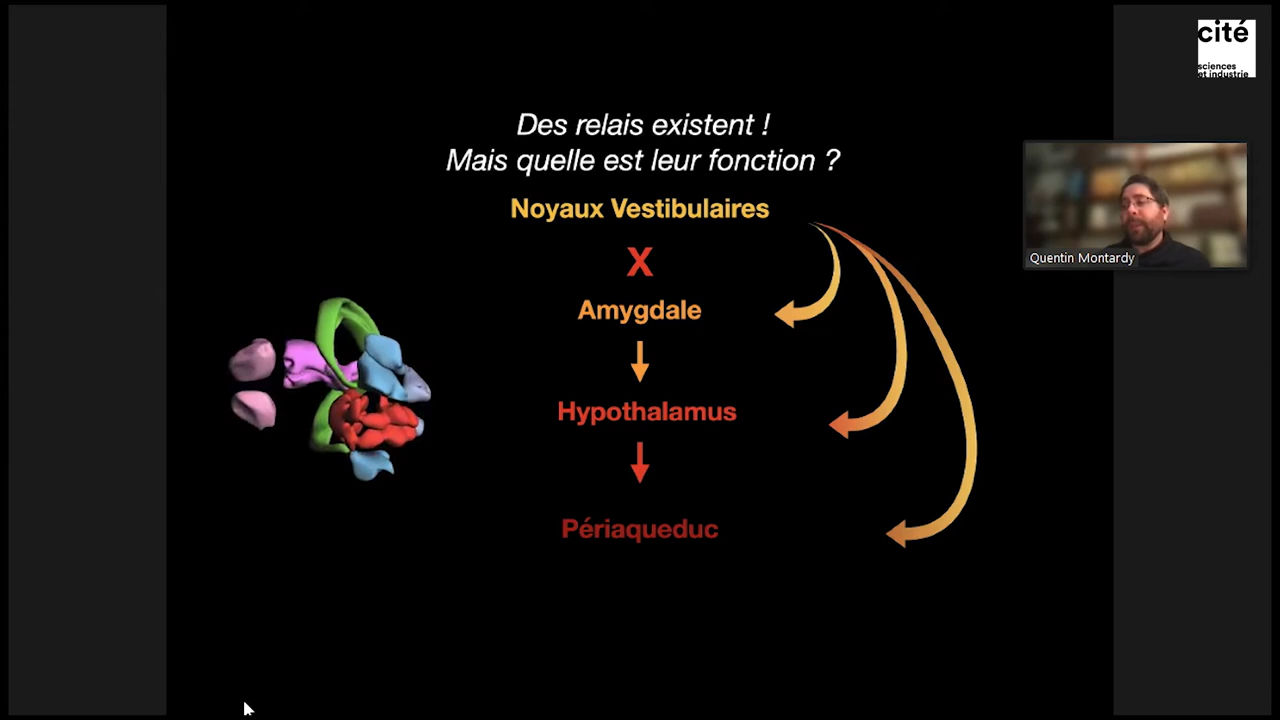 cité
sciences
et industrie
Des relais existent !
Mais quelle est leur fonction ?
Noyaux Vestibulaires
X
Amygdale
Hypothalamus
Périaqueduc
Quentin Montardy